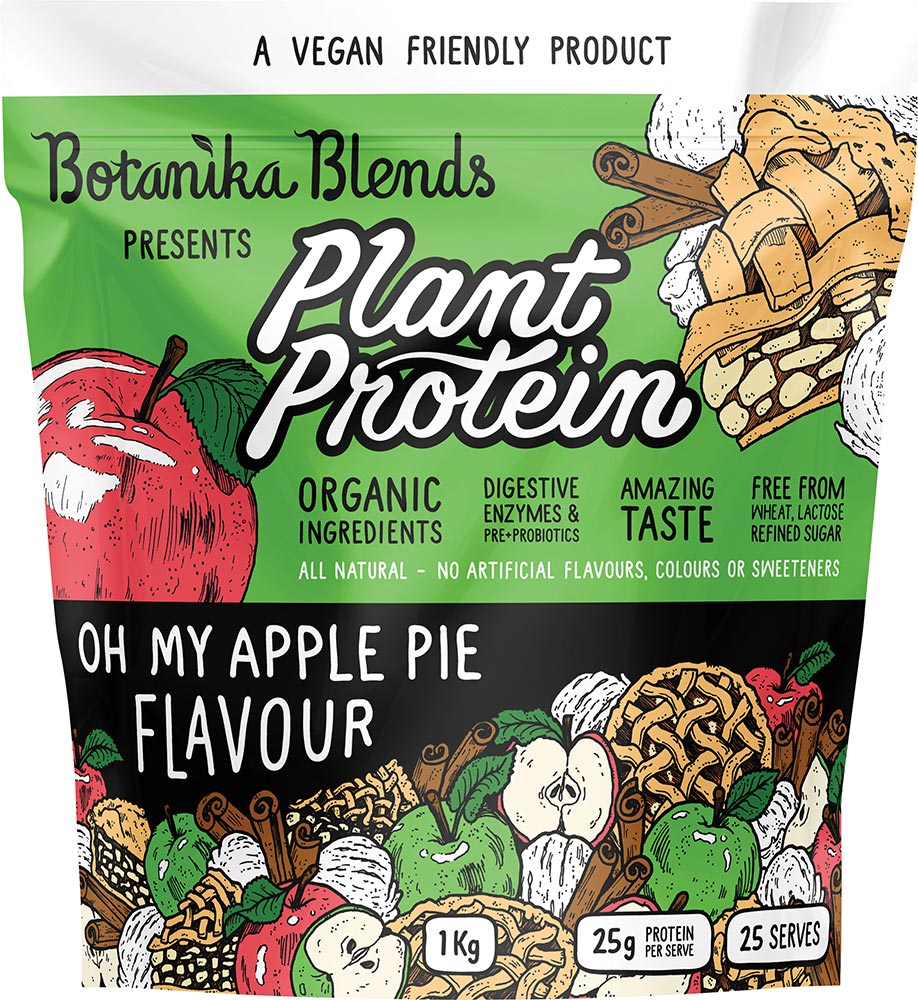 A VEGAN FRIENDLY PRODUCT
Botanika Blends
PRESENTS
Plant
Protein
ORGANIC
INGREDIENTS
DIGESTIVE
ENZYMES &
PRE+PROBIOTICS
AMAZING
TASTE
FREE FROM
WHEAT, LACTOSE
REFINED SUGAR
ALL NATURAL - NO ARTIFICIAL FLAVOURS, COLOURS OR SWEETENERS
OH MY APPLE PIE
FLAVOUR
1Kg
25g PROTEIN
PER SERVE
25 SERVES